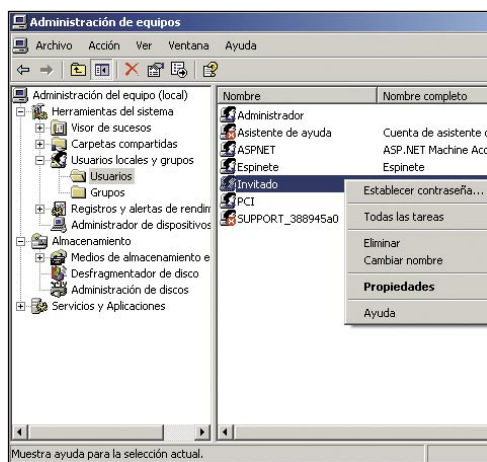 Administración de equipos
Archivo Acción Ver Ventana Ayuda
Administración del equipo (local)
Herramientas del sistema
Visor de sucesos
Carpetas compartidas
Usuarios locales y grupos
Usuarios
Grupos
Registros y alertas de rendim
Administrador de dispositivos
Almacenamiento
Medios de almacenamiento e
Desfragmentador de disco
Administración de discos
Servicios y Aplicaciones
Nombre Nombre completo
Administrador
Asistente de ayuda Cuenta de asistente
ASPNET ASP.NET Machine Acc
Espinete Espinete
Invitado
PCI
SUPPORT_388945a0
Establecer contraseña...
Todas las tareas
Eliminar
Cambiar nombre
Propiedades
Ayuda
Muestra ayuda para la selección actual.